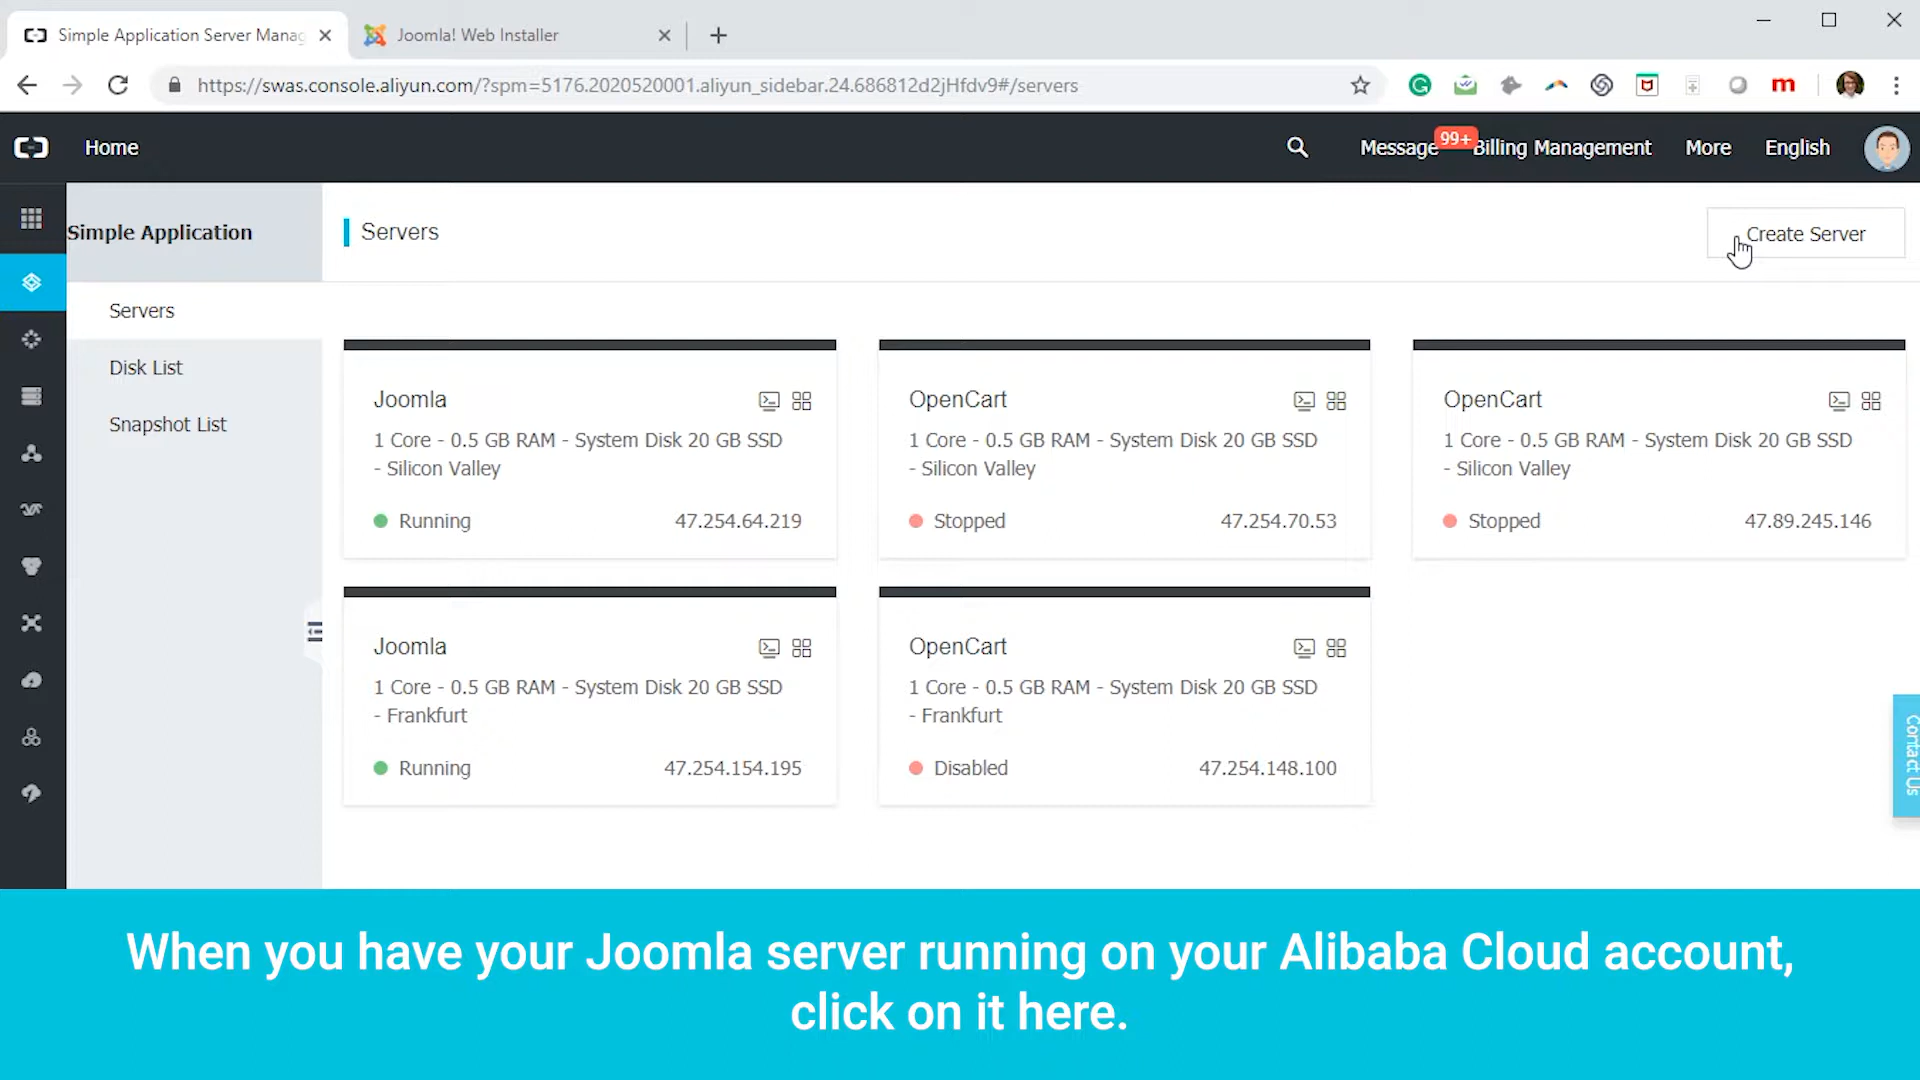 Simple Application Server Manag
Joomla! Web Installer
https://swas.console.aliyun.com/?spm=5176.2020520001.aliyun_sidebar.24.686812d2jHfdv9#/servers
Home
Message
99+
Billing Management
More
English
Simple Application
Servers
Create Server
Servers
Disk List
Snapshot List
Joomla
1 Core - 0.5 GB RAM - System Disk 20 GB SSD
- Silicon Valley
Running
47.254.64.219
OpenCart
1 Core - 0.5 GB RAM - System Disk 20 GB SSD
- Silicon Valley
Stopped
47.254.70.53
OpenCart
1 Core - 0.5 GB RAM - System Disk 20 GB SSD
- Silicon Valley
Stopped
47.89.245.146
Joomla
1 Core - 0.5 GB RAM - System Disk 20 GB SSD
- Frankfurt
Running
47.254.154.195
OpenCart
1 Core - 0.5 GB RAM - System Disk 20 GB SSD
- Frankfurt
Disabled
47.254.148.100
Contact Us
When you have your Joomla server running on your Alibaba Cloud account,
click on it here.